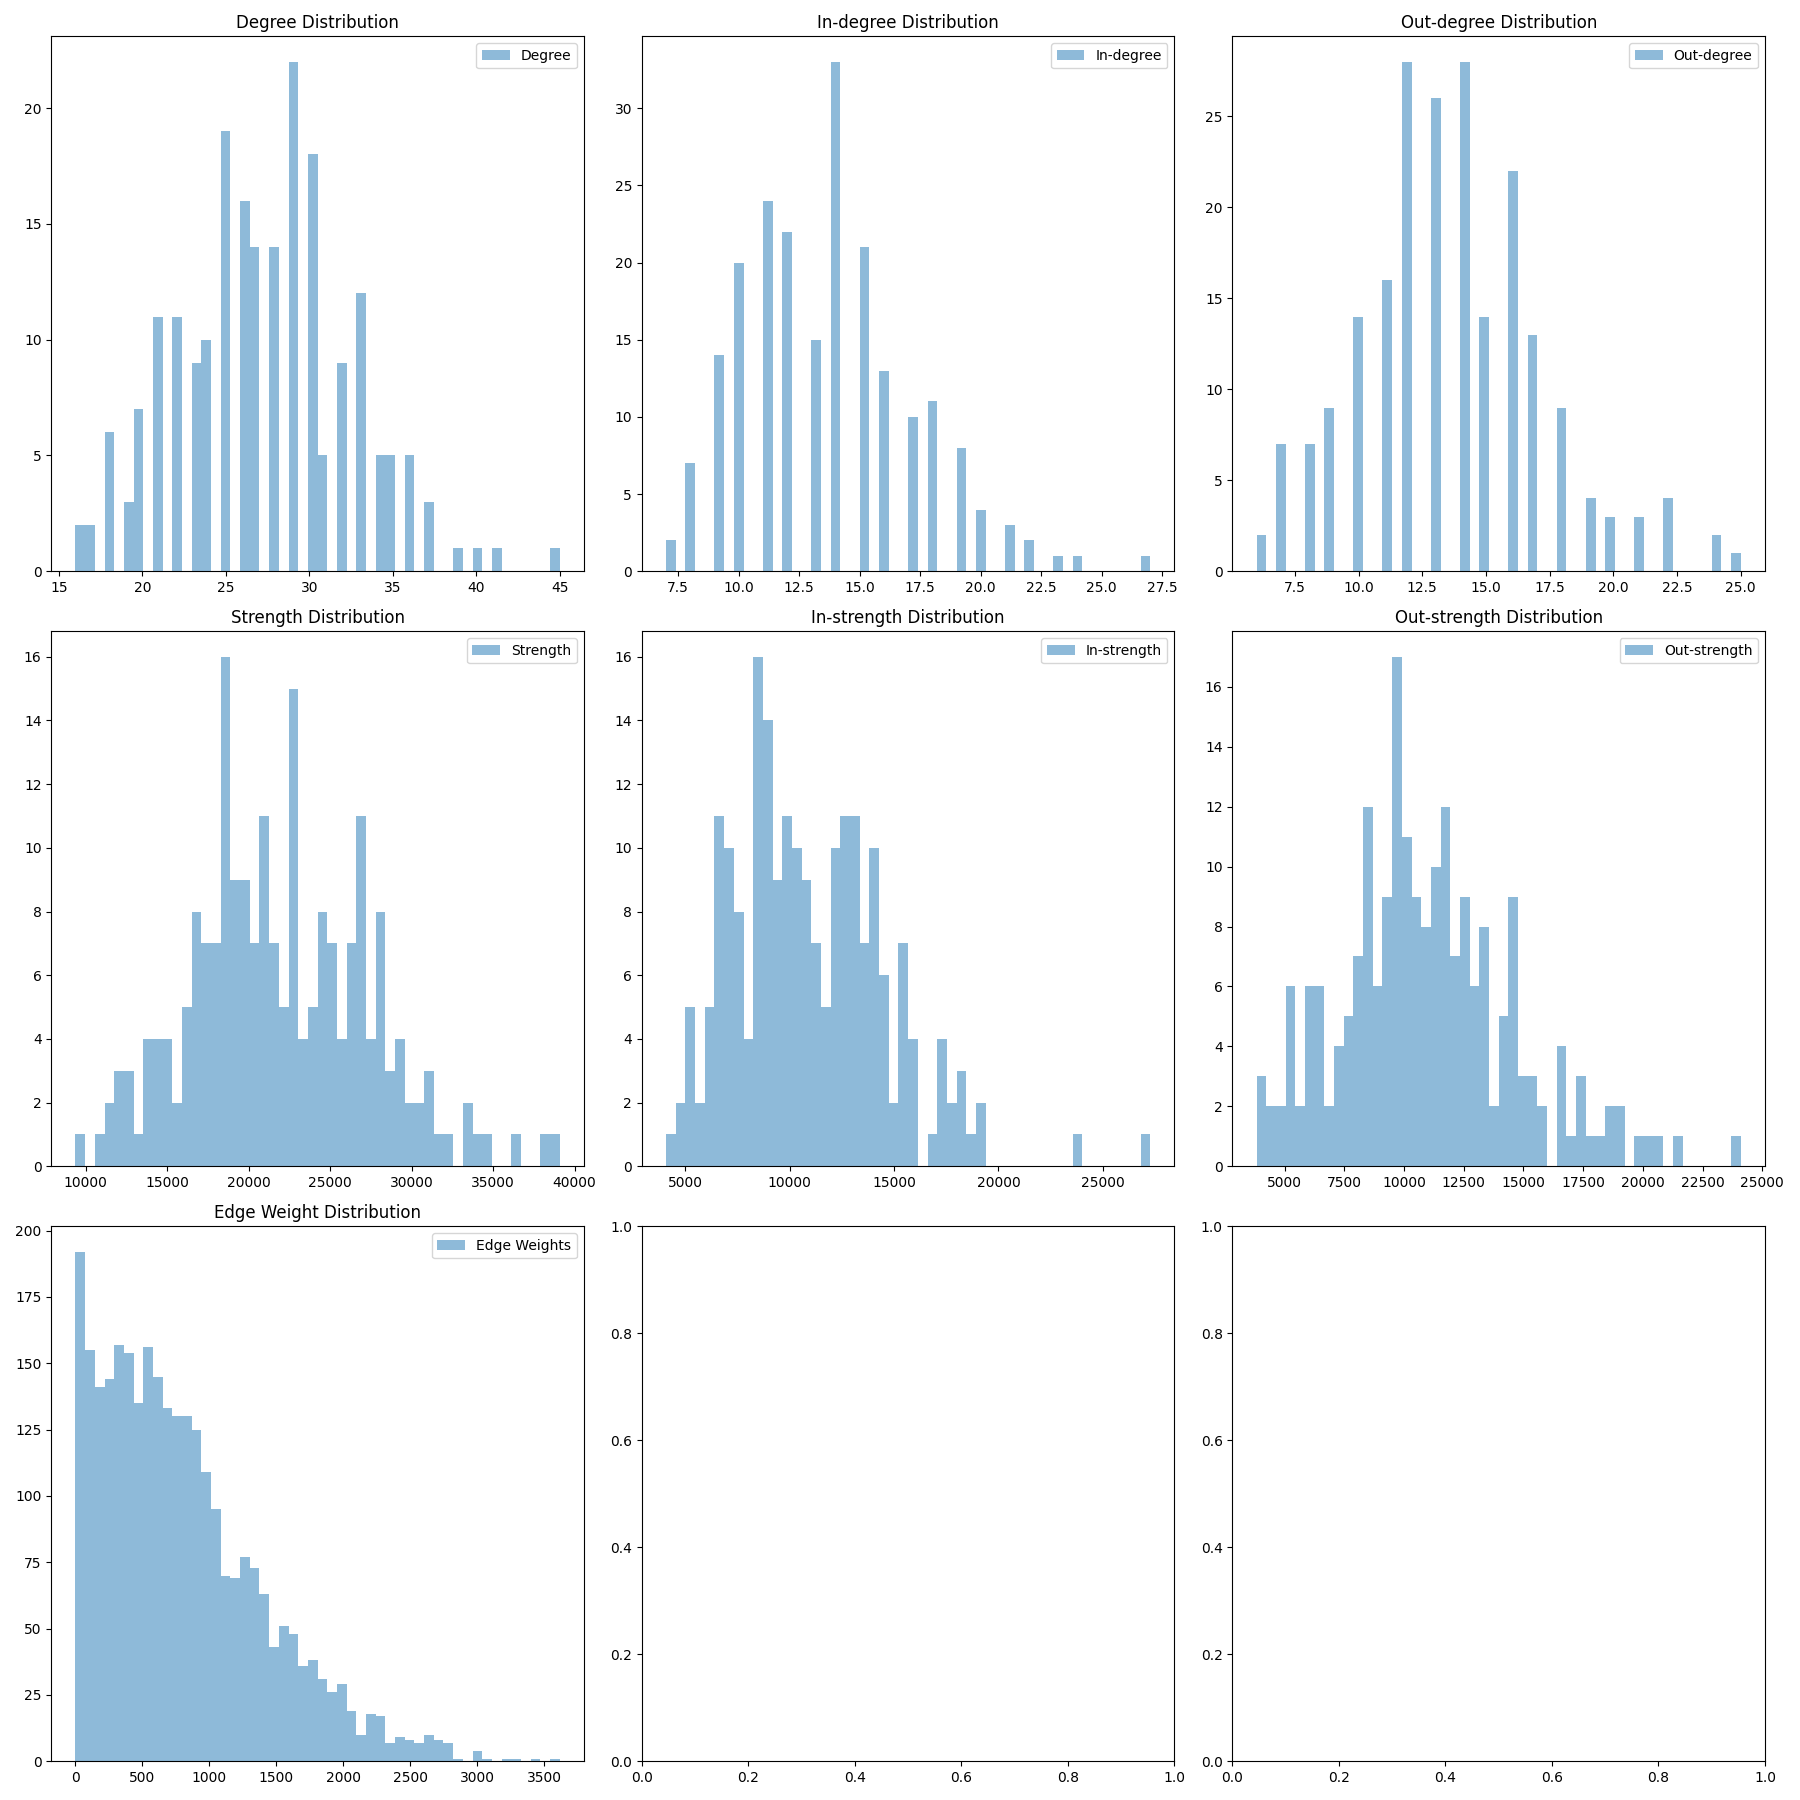 Degree Distribution
In-degree Distribution
Out-degree Distribution
Degree
In-degree
Out-degree
20
15
10
5
0
15 20 25 30 35 40 45
30
25
20
15
10
5
0
7.5 10.0 12.5 15.0 17.5 20.0 22.5 25.0 27.5
25
20
15
10
5
0
7.5 10.0 12.5 15.0 17.5 20.0 22.5 25.0
Strength Distribution
In-strength Distribution
Out-strength Distribution
Strength
In-strength
Out-strength
16
14
12
10
8
6
4
2
0
10000 15000 20000 25000 30000 35000 40000
16
14
12
10
8
6
4
2
0
5000 10000 15000 20000 25000
16
14
12
10
8
6
4
2
0
5000 7500 10000 12500 15000 17500 20000 22500 25000
Edge Weight Distribution
Edge Weights
200
175
150
125
100
75
50
25
0
0 500 1000 1500 2000 2500 3000 3500
1.0
0.8
0.6
0.4
0.2
0.0
0.0 0.2 0.4 0.6 0.8 1.0
1.0
0.8
0.6
0.4
0.2
0.0
0.0 0.2 0.4 0.6 0.8 1.0